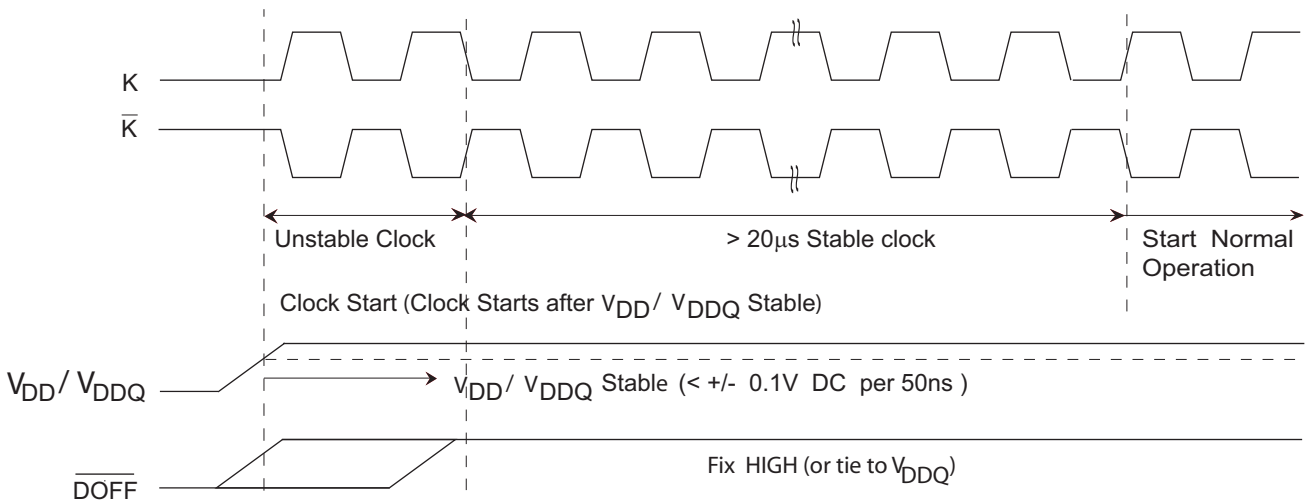 K
K̅
Unstable Clock
> 20μs Stable clock
Start Normal
Operation
Clock Start (Clock Starts after VDD/ VDDQ Stable)
VDD/ VDDQ
VDD/ VDDQ Stable (< +/- 0.1V DC per 50ns )
Fix HIGH (or tie to VDDQ)
D̅O̅F̅F̅